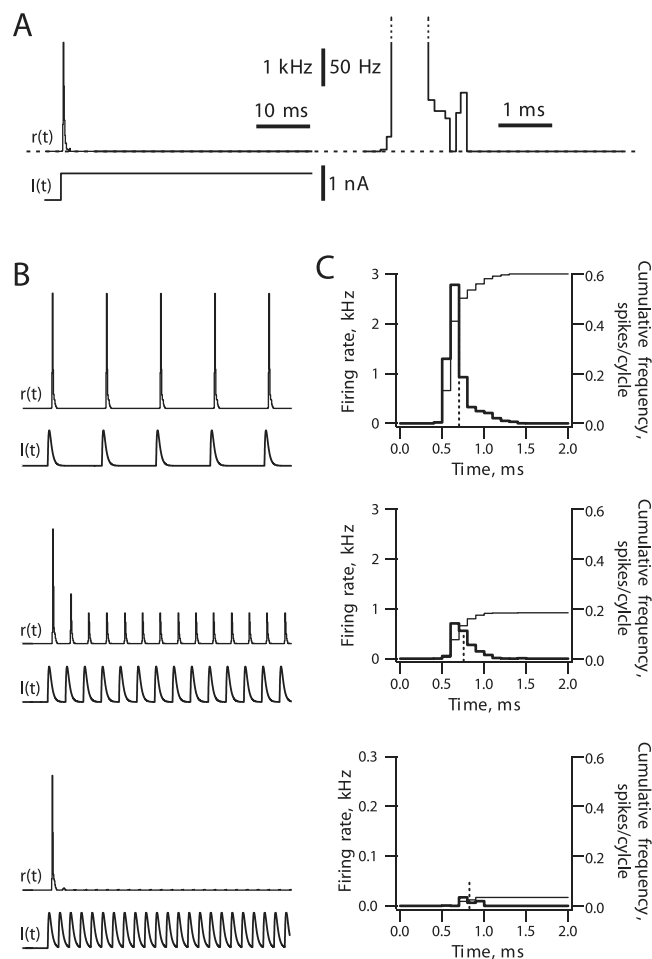 A
1 kHz 50 Hz
10 ms
1 ms
r(t)
I(t)
1 nA
B
r(t)
I(t)
r(t)
I(t)
r(t)
I(t)
C
Firing rate, kHz
3
2
1
0
0.6
0.4
0.2
0.0
Cumulative frequency,
spikes/cylcle
0.0 0.5 1.0 1.5 2.0
Time, ms
Firing rate, kHz
3
2
1
0
0.6
0.4
0.2
0.0
Cumulative frequency,
spikes/cylcle
0.0 0.5 1.0 1.5 2.0
Time, ms
Firing rate, kHz
0.3
0.2
0.1
0.0
0.6
0.4
0.2
0.0
Cumulative frequency,
spikes/cylcle
0.0 0.5 1.0 1.5 2.0
Time, ms